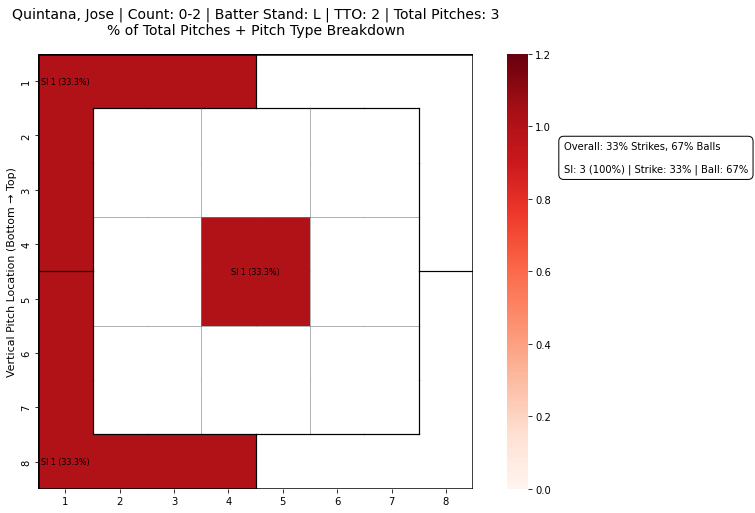 Quintana, Jose | Count: 0-2 | Batter Stand: L | TTO: 2 | Total Pitches: 3
% of Total Pitches + Pitch Type Breakdown
SI 1 (33.3%)
SI 1 (33.3%)
SI 1 (33.3%)
Vertical Pitch Location (Bottom → Top)
1
2
3
4
5
6
7
8
1 2 3 4 5 6 7 8
1.2
1.0
0.8
0.6
0.4
0.2
0.0
Overall: 33% Strikes, 67% Balls
SI: 3 (100%) | Strike: 33% | Ball: 67%